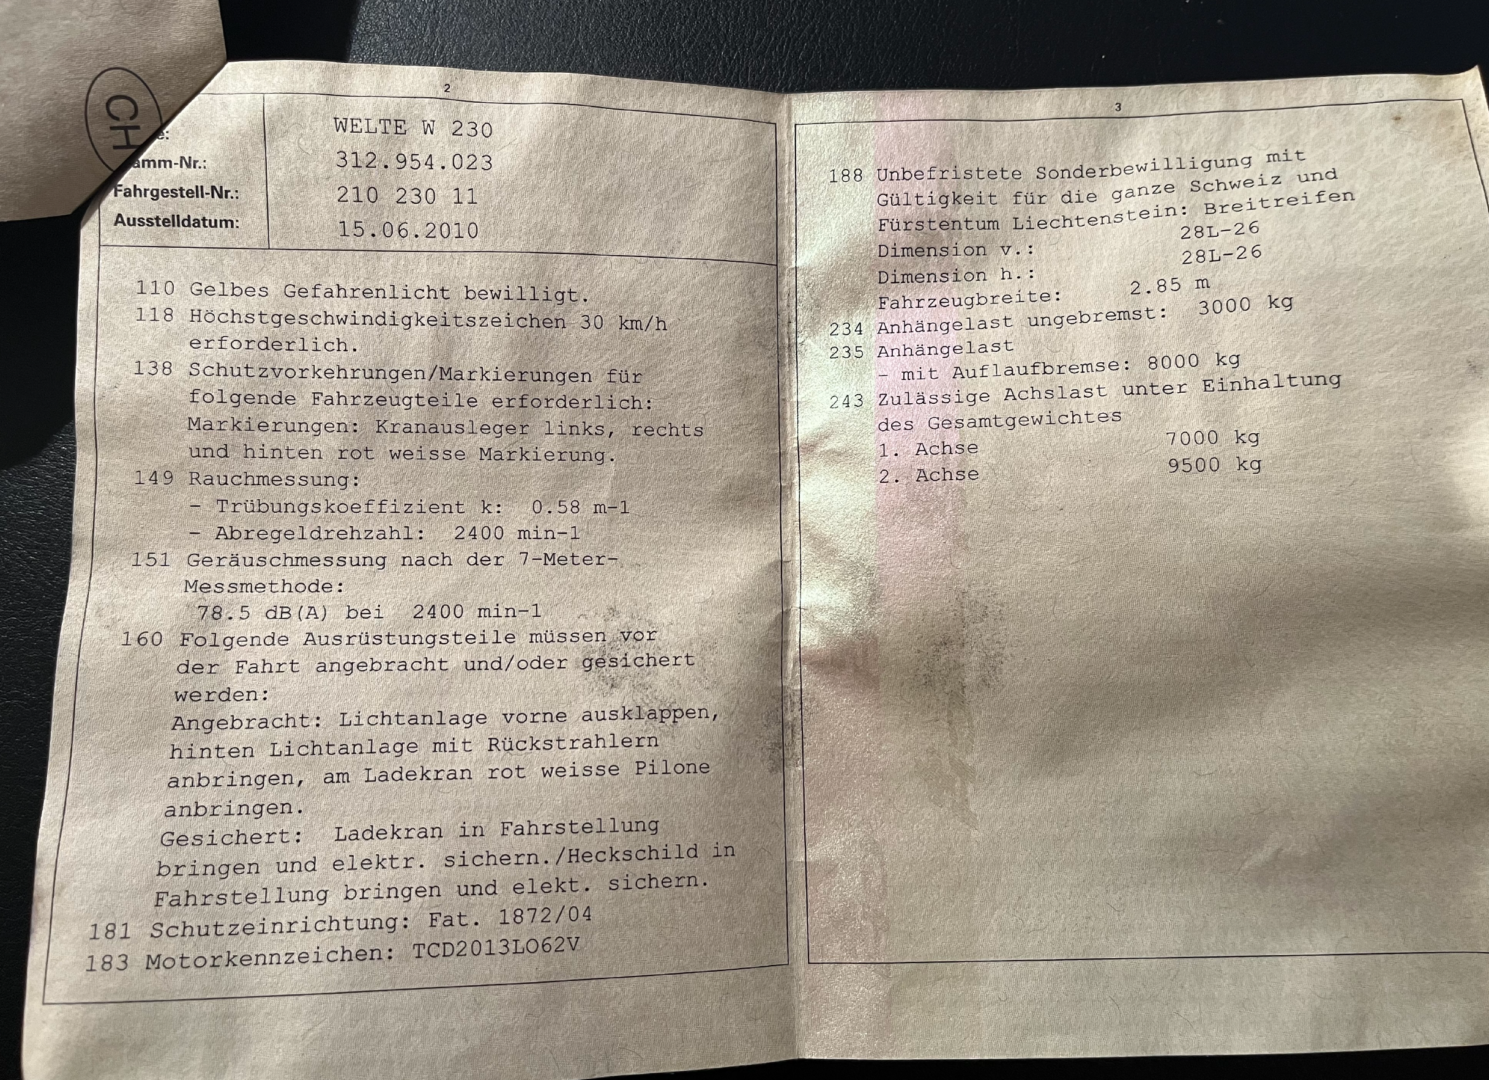 CH
2
WELTE W 230
amm-Nr.: 312.954.023
Fahrgestell-Nr.: 210 230 11
Ausstelldatum: 15.06.2010
110 Gelbes Gefahrenlicht bewilligt.
118 Höchstgeschwindigkeitszeichen 30 km/h
erforderlich.
138 Schutzvorkehrungen/Markierungen für
folgende Fahrzeugteile erforderlich:
Markierungen: Kranausleger links, rechts
und hinten rot weisse Markierung.
149 Rauchmessung:
- Trübungskoeffizient k: 0.58 m-1
- Abregeldrehzahl: 2400 min-1
151 Geräuschmessung nach der 7-Meter-
Messmethode:
78.5 dB(A) bei 2400 min-1
160 Folgende Ausrüstungsteile müssen vor
der Fahrt angebracht und/oder gesichert
werden:
Angebracht: Lichtanlage vorne ausklappen,
hinten Lichtanlage mit Rückstrahlern
anbringen, am Ladekran rot weisse Pilone
anbringen.
Gesichert: Ladekran in Fahrstellung
bringen und elektr. sichern./Heckschild in
Fahrstellung bringen und elekt. sichern.
181 Schutzeinrichtung: Fat. 1872/04
183 Motorkennzeichen: TCD2013LO62V
3
188 Unbefristete Sonderbewilligung mit
Gültigkeit für die ganze Schweiz und
Fürstentum Liechtenstein: Breitreifen
Dimension v.: 28L-26
Dimension h.: 28L-26
Fahrzeugbreite: 2.85 m
234 Anhängelast ungebremst: 3000 kg
235 Anhängelast
- mit Auflaufbremse: 8000 kg
243 Zulässige Achslast unter Einhaltung
des Gesamtgewichtes
1. Achse 7000 kg
2. Achse 9500 kg